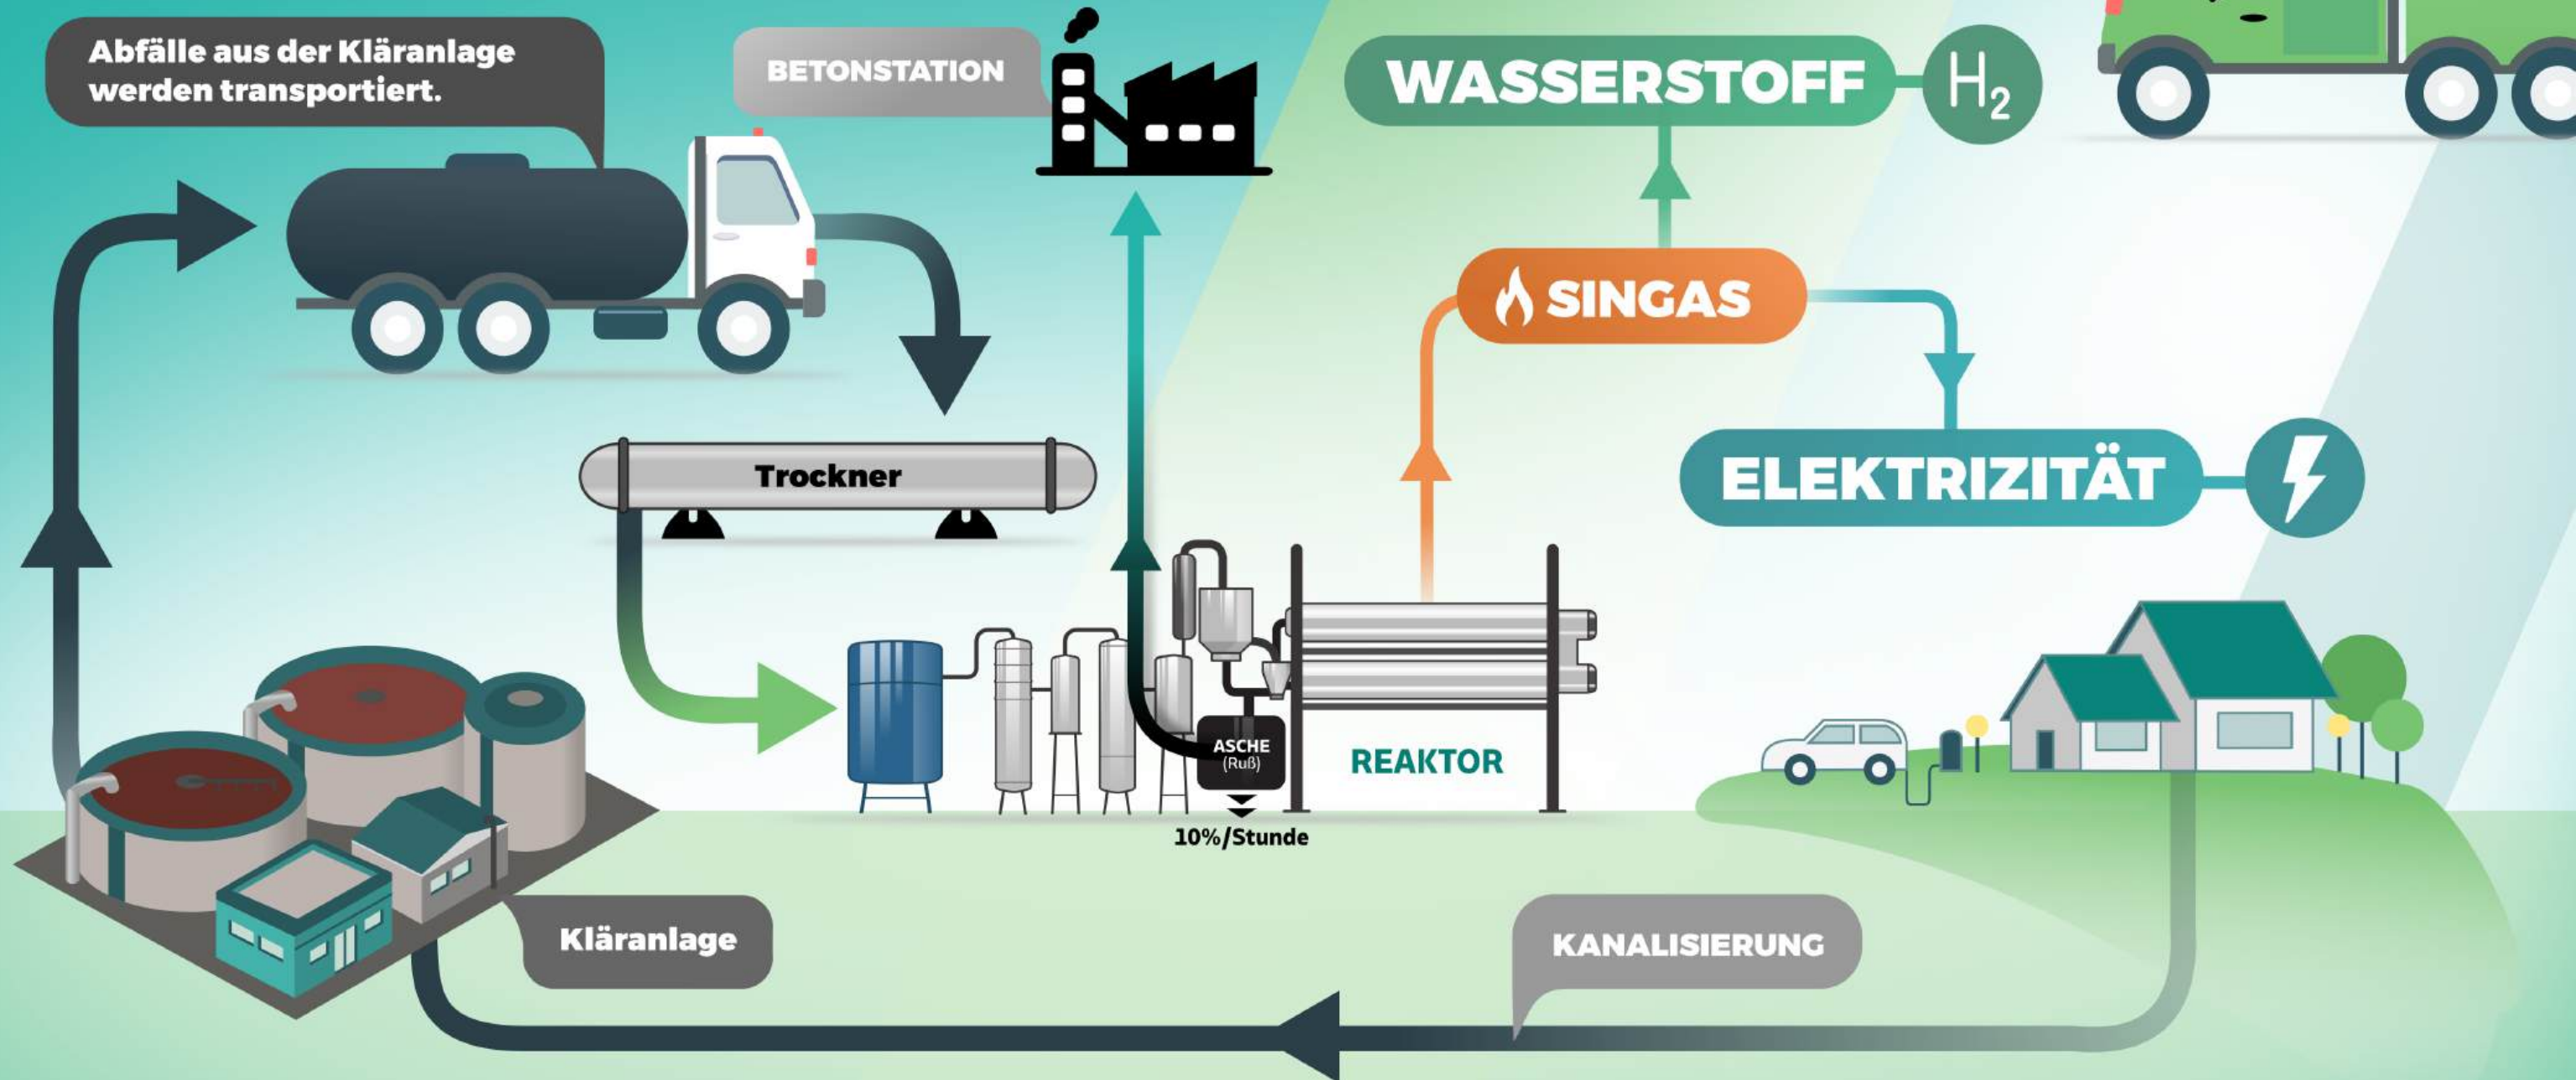 Abfälle aus der Kläranlage
werden transportiert.
BETONSTATION
WASSERSTOFF
H₂
SINGAS
Trockner
ELEKTRIZITÄT
ASCHE
(Ruß)
REAKTOR
10%/Stunde
Kläranlage
KANALISIERUNG